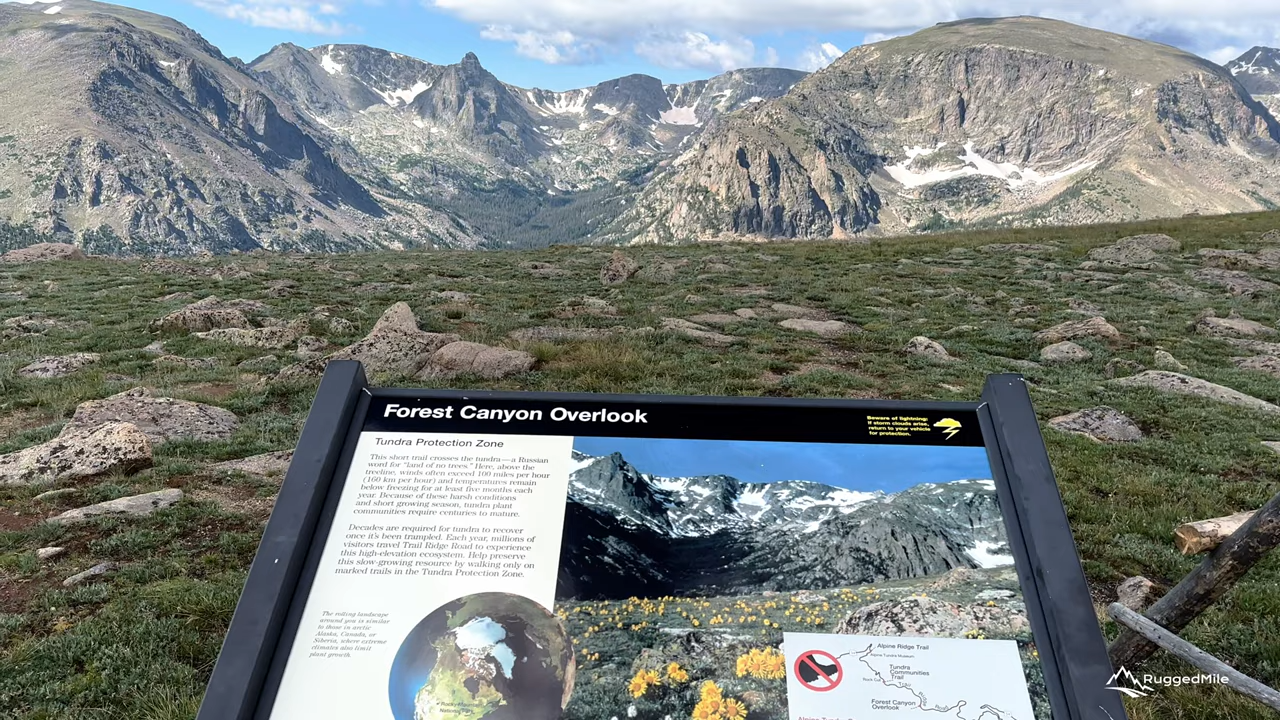 Forest Canyon Overlook
Beware of lightning:
If storm clouds arise,
return to your vehicle
for protection.
Tundra Protection Zone
This short trail crosses the tundra—a Russian
word for "land of no trees." Here, above the
treeline, winds often exceed 100 miles per hour
(160 km per hour) and temperatures remain
below freezing for at least five months each
year. Because of these harsh conditions
and short growing season, tundra plant
communities require centuries to mature.
Decades are required for tundra to recover
once it's been trampled. Each year, millions of
visitors travel Trail Ridge Road to experience
this high-elevation ecosystem. Help preserve
this slow-growing resource by walking only on
marked trails in the Tundra Protection Zone.
The rolling landscape
around you is similar
to those in arctic
Alaska, Canada, or
Siberia, where extreme
climates also limit
plant growth.
Rocky Mountain
National Park
Alpine Ridge Trail
Tundra
Communities
Trail
Rock Cut
Forest Canyon
Overlook
RuggedMile